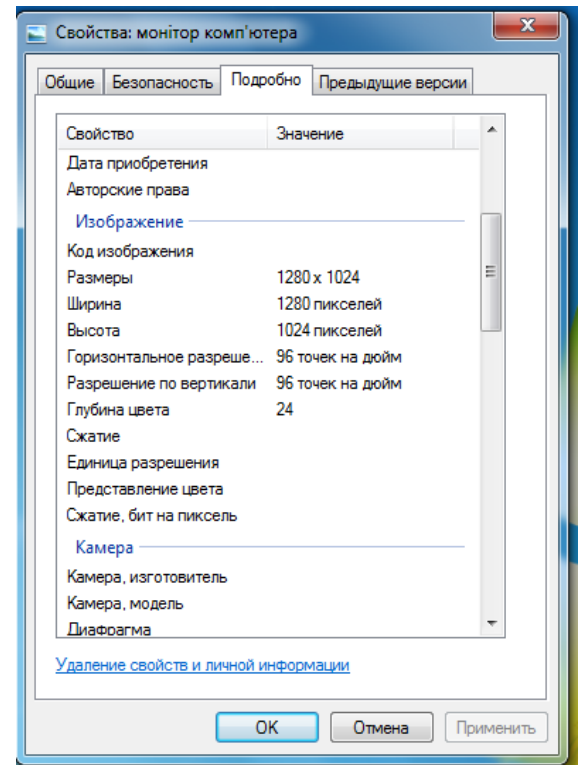 Свойства: монітор комп'ютера
Общие Безопасность Подробно Предыдущие версии
Свойство Значение
Дата приобретения
Авторские права
Изображение
Код изображения
Размеры 1280 x 1024
Ширина 1280 пикселей
Высота 1024 пикселей
Горизонтальное разреше... 96 точек на дюйм
Разрешение по вертикали 96 точек на дюйм
Глубина цвета 24
Сжатие
Единица разрешения
Представление цвета
Сжатие, бит на пиксель
Камера
Камера, изготовитель
Камера, модель
Диафрагма
Удаление свойств и личной информации
OK Отмена Применить